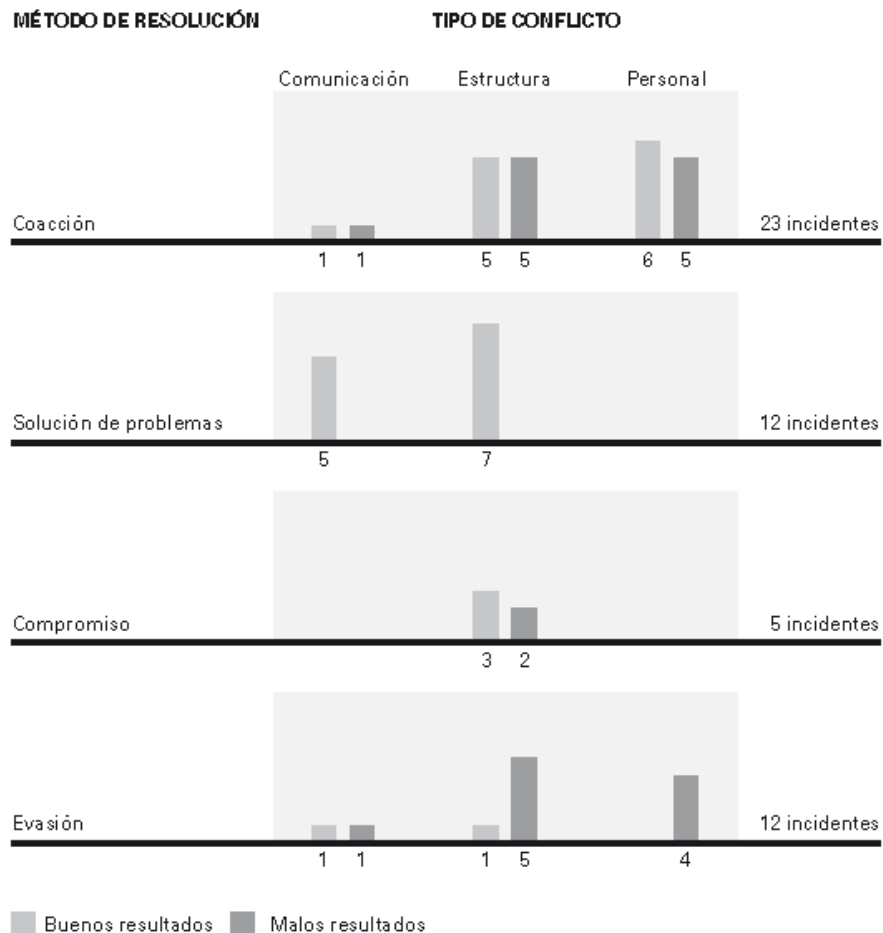 MÉTODO DE RESOLUCIÓN TIPO DE CONFLICTO
Comunicación Estructura Personal
Coacción 23 incidentes
1 1 5 5 6 5
Solución de problemas 12 incidentes
5 7
Compromiso 5 incidentes
3 2
Evasión 12 incidentes
1 1 1 5 4
Buenos resultados Malos resultados